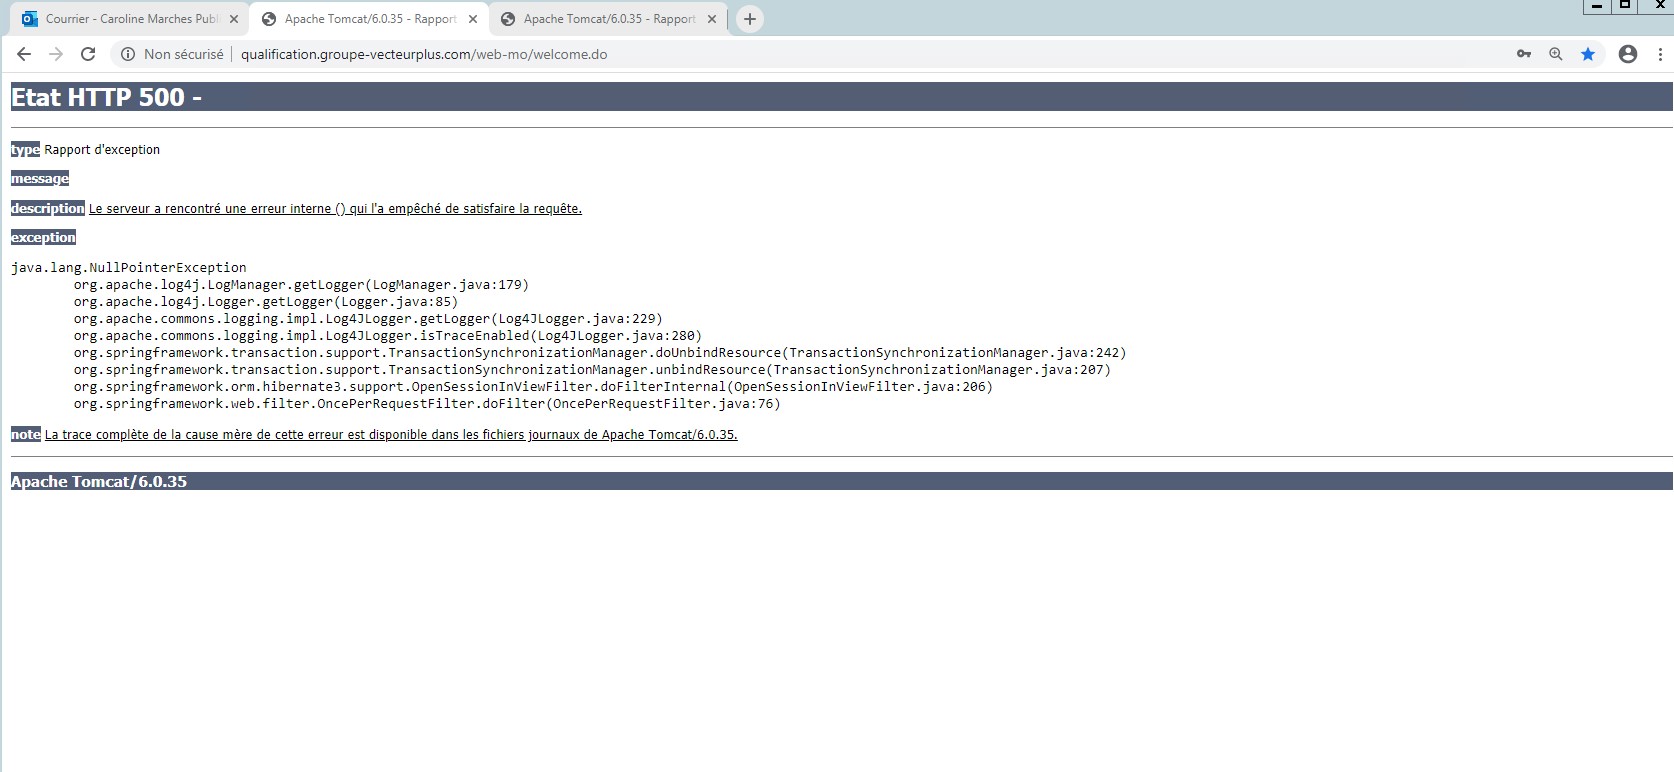 Courrier - Caroline Marches Publ
Apache Tomcat/6.0.35 - Rapport
Apache Tomcat/6.0.35 - Rapport
Non sécurisé qualification.groupe-vecteurplus.com/web-mo/welcome.do
Etat HTTP 500 -
type Rapport d'exception
message
description Le serveur a rencontré une erreur interne () qui l'a empêché de satisfaire la requête.
exception
java.lang.NullPointerException
org.apache.log4j.LogManager.getLogger(LogManager.java:179)
org.apache.log4j.Logger.getLogger(Logger.java:85)
org.apache.commons.logging.impl.Log4JLogger.getLogger(Log4JLogger.java:229)
org.apache.commons.logging.impl.Log4JLogger.isTraceEnabled(Log4JLogger.java:280)
org.springframework.transaction.support.TransactionSynchronizationManager.doUnbindResource(TransactionSynchronizationManager.java:242)
org.springframework.transaction.support.TransactionSynchronizationManager.unbindResource(TransactionSynchronizationManager.java:207)
org.springframework.orm.hibernate3.support.OpenSessionInViewFilter.doFilterInternal(OpenSessionInViewFilter.java:206)
org.springframework.web.filter.OncePerRequestFilter.doFilter(OncePerRequestFilter.java:76)
note La trace complète de la cause mère de cette erreur est disponible dans les fichiers journaux de Apache Tomcat/6.0.35.
Apache Tomcat/6.0.35